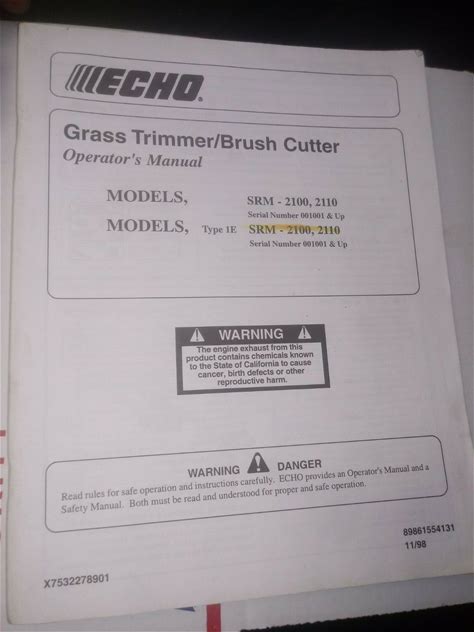 ECHO®
Grass Trimmer/Brush Cutter
Operator's Manual
MODELS, SRM - 2100, 2110
Serial Number 001001 & Up
MODELS, Type 1E SRM - 2100, 2110
Serial Number 001001 & Up
WARNING
The engine exhaust from this
product contains chemicals known
to the State of California to cause
cancer, birth defects or other
reproductive harm.
WARNING DANGER
Read rules for safe operation and instructions carefully. ECHO provides an Operator's Manual and a
Safety Manual. Both must be read and understood for proper and safe operation.
89861554131
11/98
X7532278901